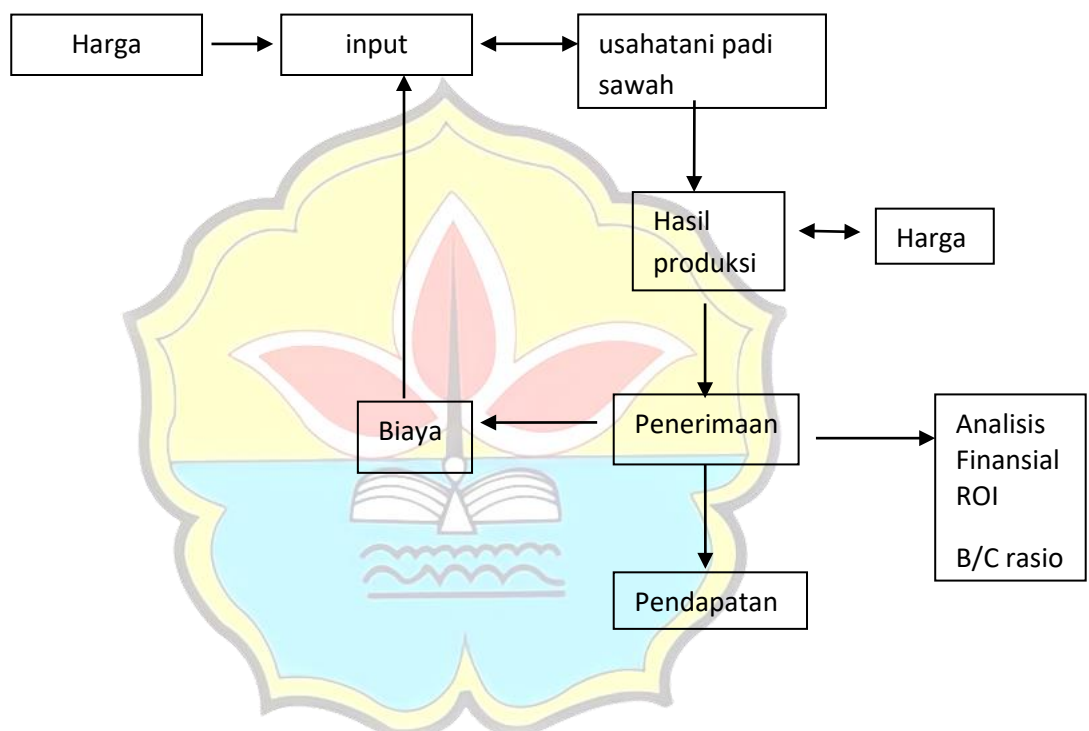 Harga
input
usahatani padi
sawah
Hasil
produksi
Harga
Biaya
Penerimaan
Analisis
Finansial
ROI
B/C rasio
Pendapatan